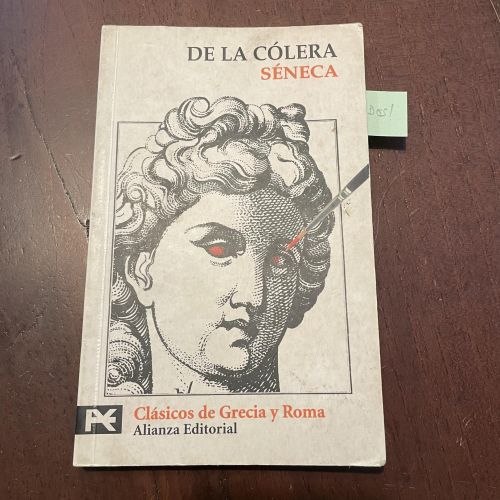 DE LA CÓLERA
SÉNECA
Clásicos de Grecia y Roma
Alianza Editorial